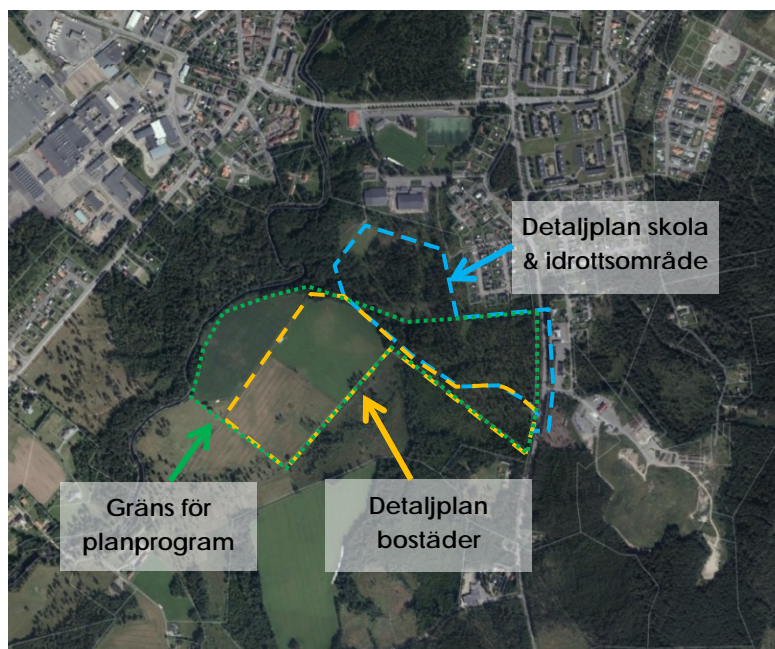 Detaljplan skola
& idrottsområde
Gräns för
planprogram
Detaljplan
bostäder